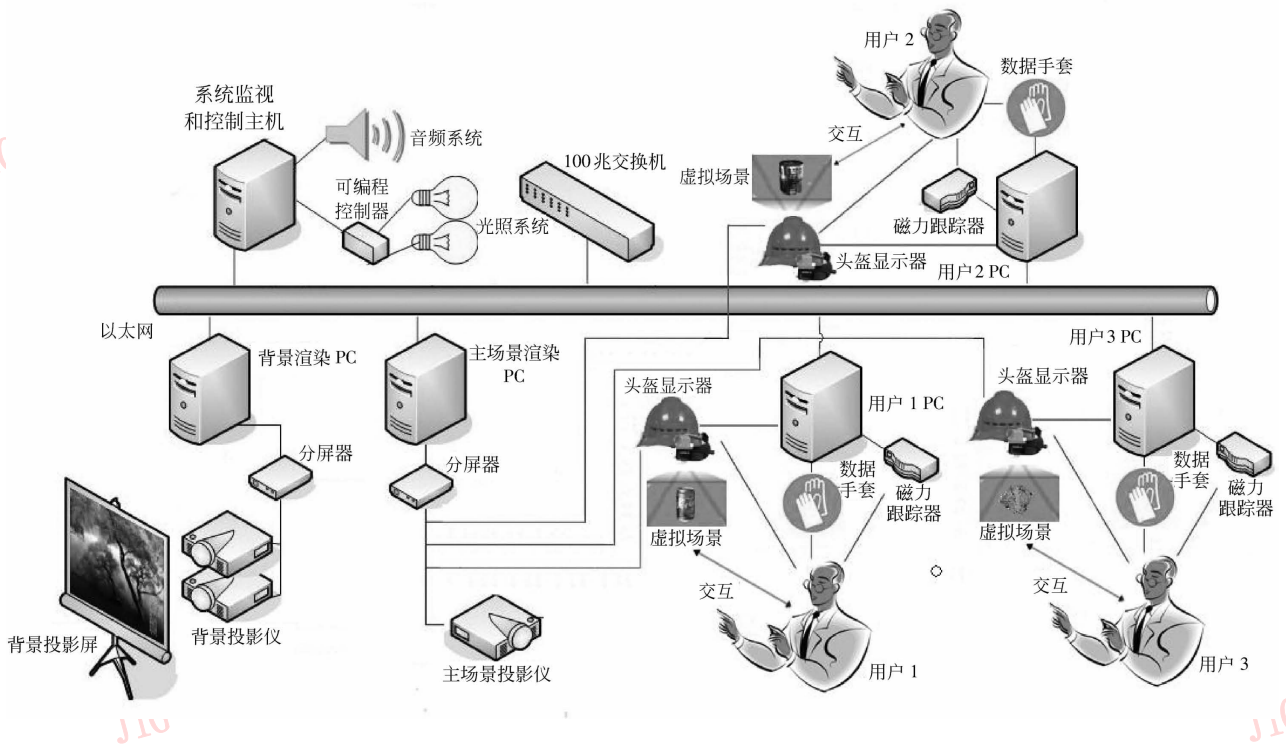 用户 2
数据手套
系统监视
和控制主机
音频系统
交互
100兆交换机
虚拟场景
可编程
控制器
光照系统
磁力跟踪器
头盔显示器
用户2 PC
以太网
背景渲染 PC
主场景渲染
PC
用户3 PC
头盔显示器
头盔显示器
用户 1 PC
分屏器
分屏器
数据
手套
磁力
跟踪器
数据
手套
磁力
跟踪器
虚拟场景
虚拟场景
交互
交互
背景投影屏
背景投影仪
主场景投影仪
用户 1
用户 3